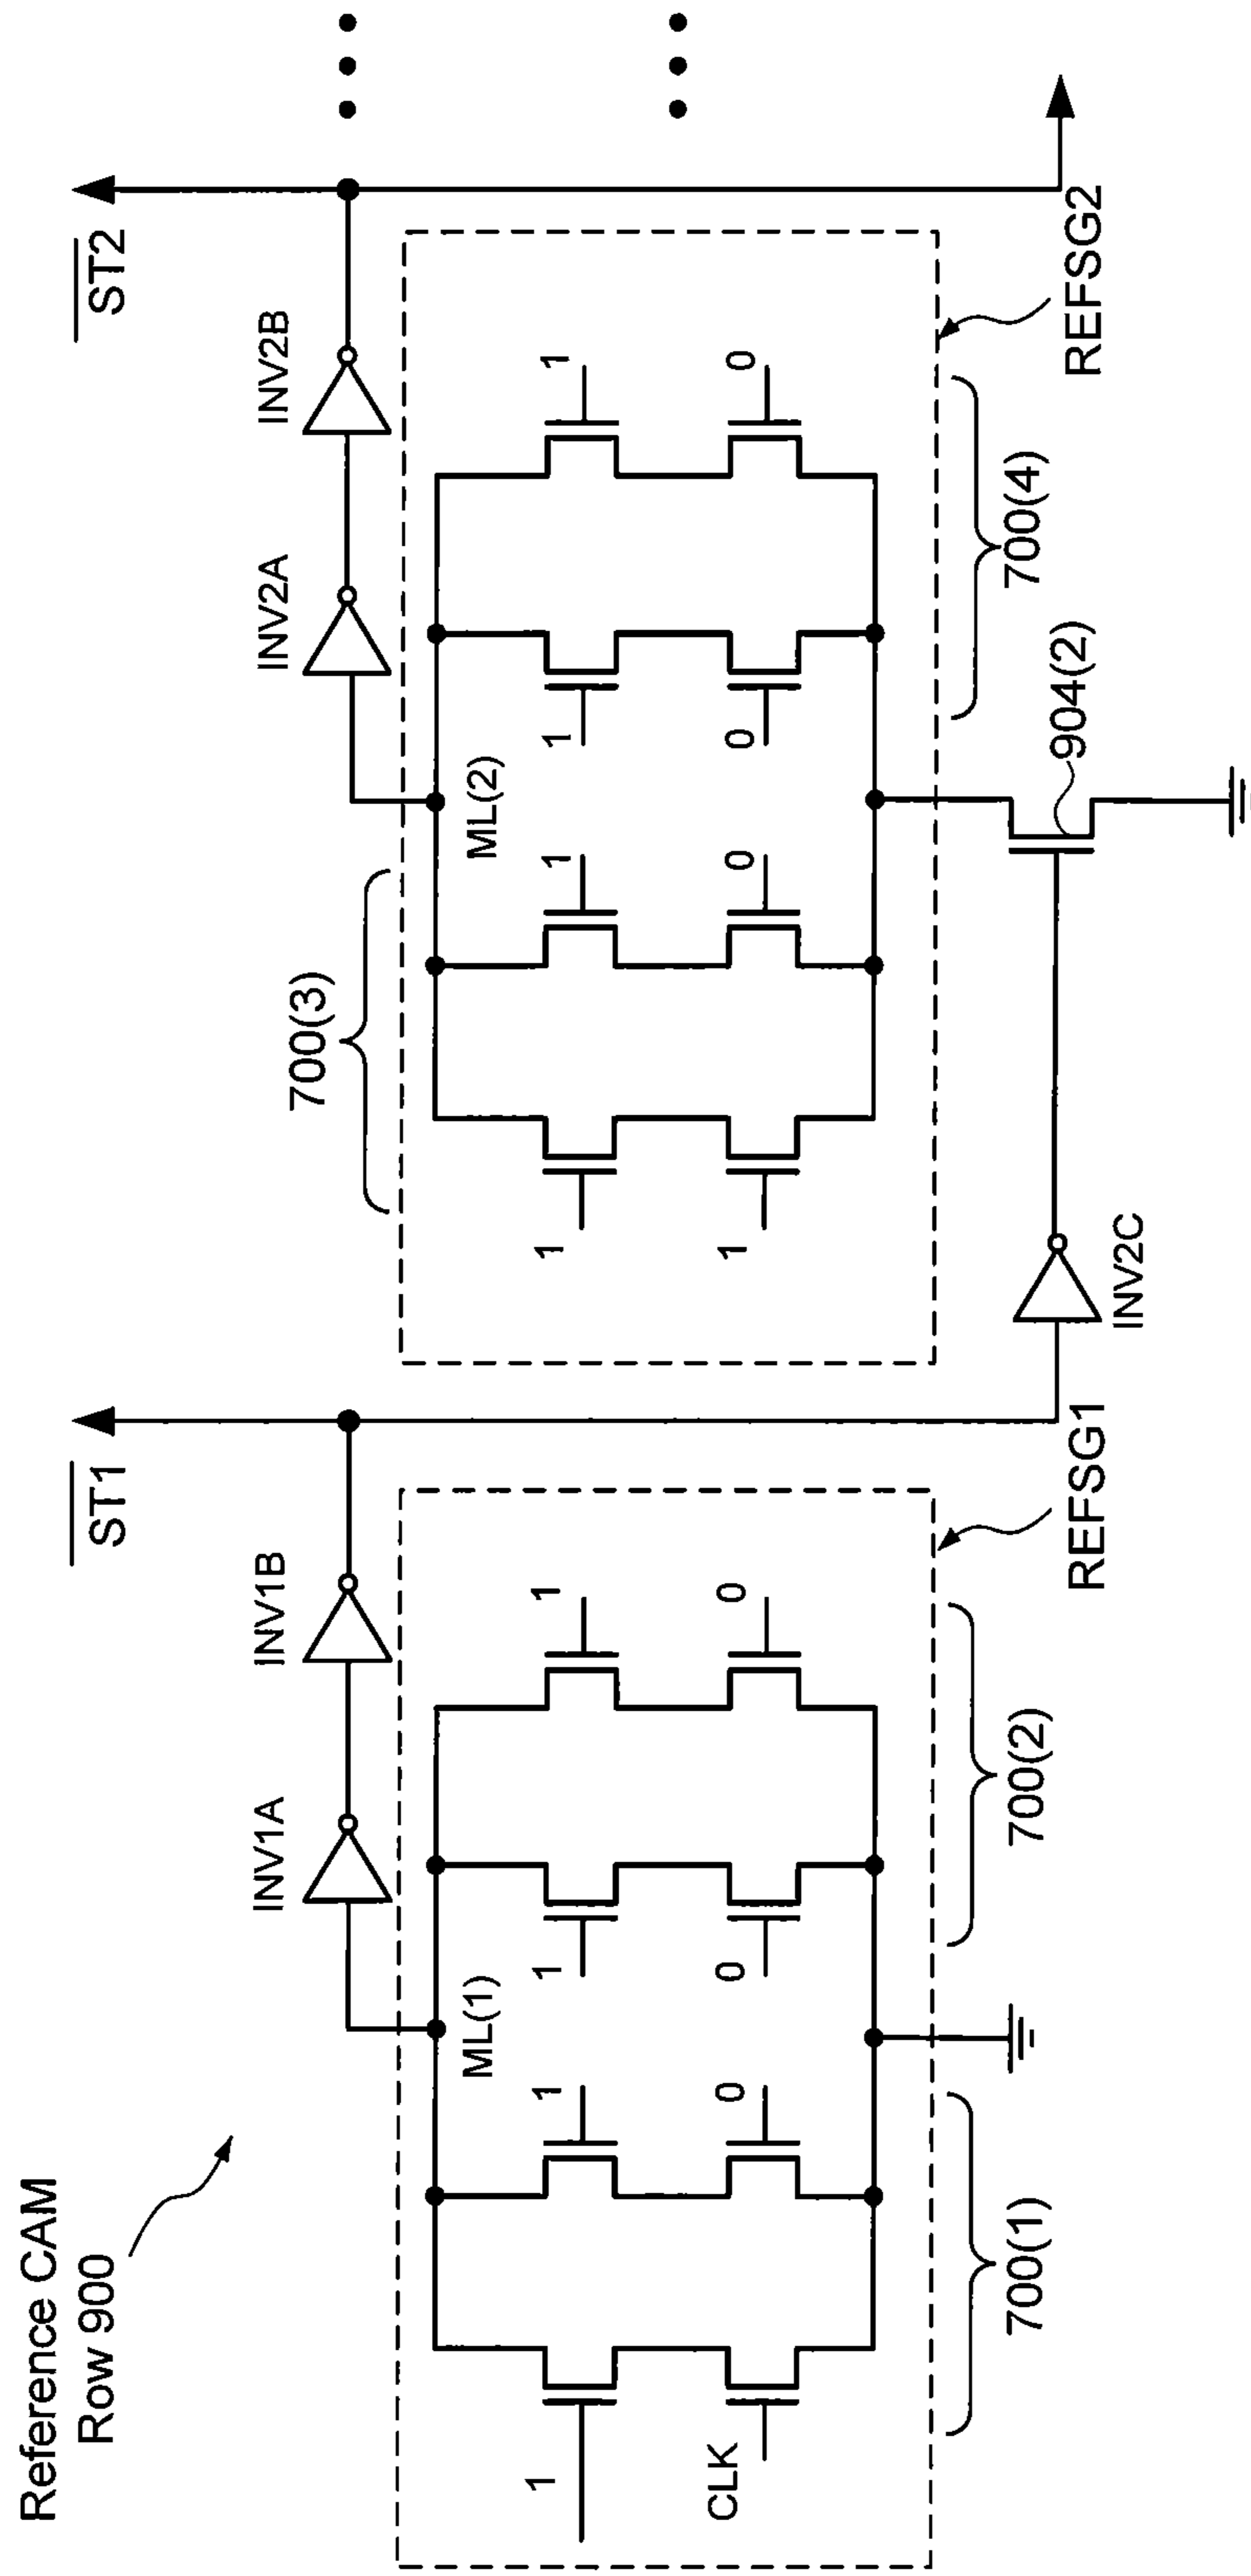 Reference CAM
Row 900
ST1
ST2
INV1A
INV1B
INV2A
INV2B
700(3)
ML(1)
ML(2)
1
1
1
1
1
1
1
1
CLK
0
0
0
1
0
0
0
700(1)
700(2)
REFSG1
INV2C
904(2)
700(4)
REFSG2